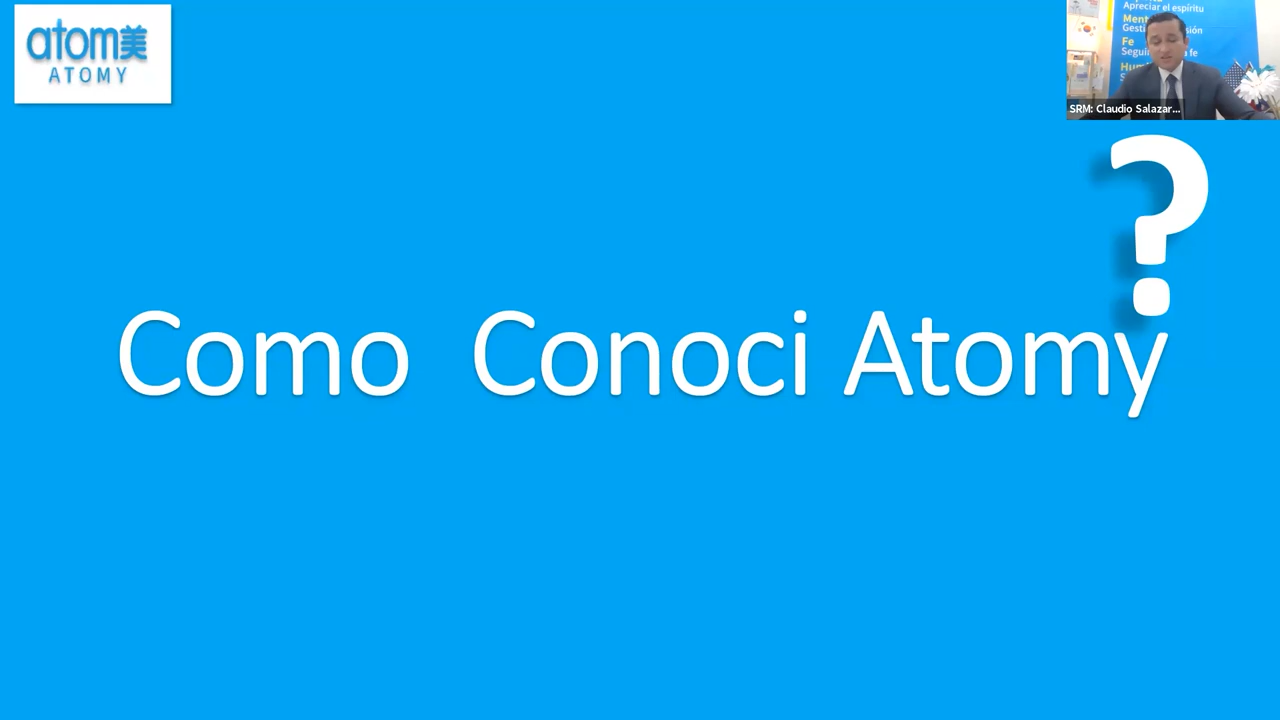 atom美
ATOMY
Apreciar el espíritu
Fe
SRM: Claudio Salazar...
?
Como Conoci Atomy